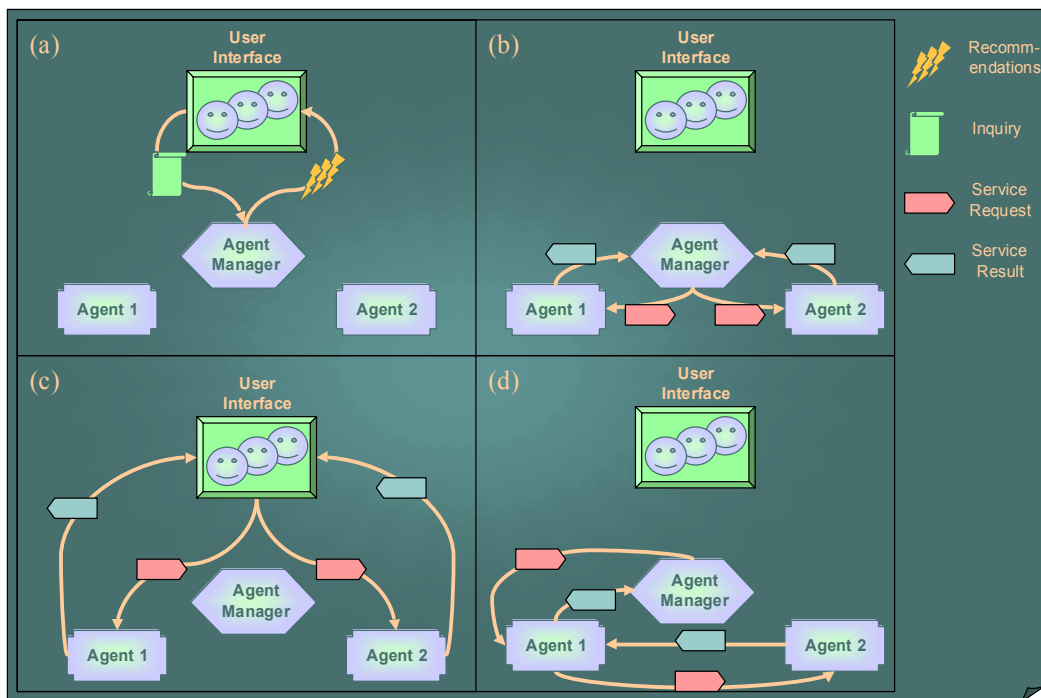 (a)
User
Interface
Agent
Manager
Agent 1
Agent 2
(b)
User
Interface
Agent
Manager
Agent 1
Agent 2
(c)
User
Interface
Agent
Manager
Agent 1
Agent 2
(d)
User
Interface
Agent
Manager
Agent 1
Agent 2
Recomm-
endations
Inquiry
Service
Request
Service
Result